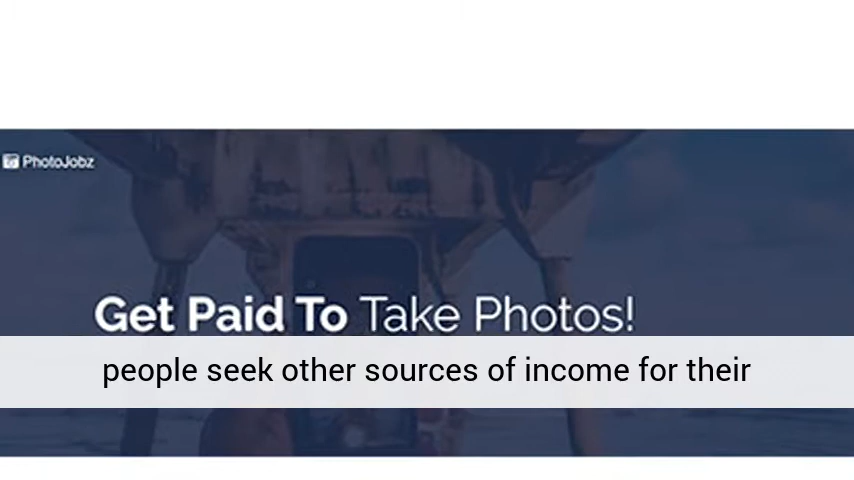 PhotoJobz
Get Paid To Take Photos!
people seek other sources of income for their